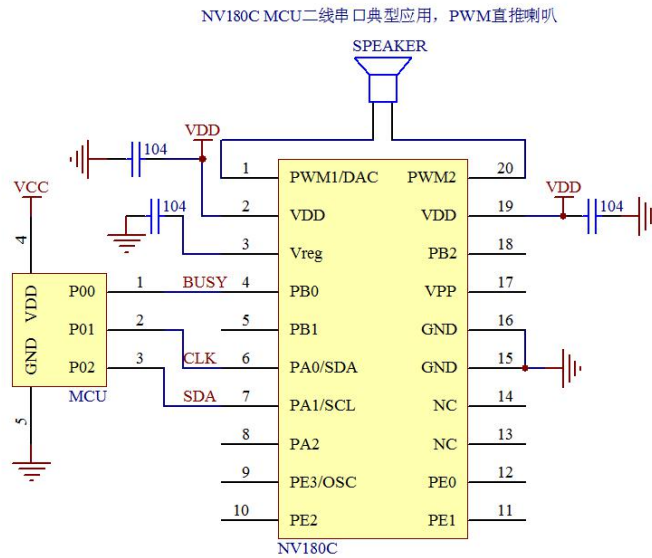 NV180C MCU二线串口典型应用，PWM直推喇叭
SPEAKER
VDD
104
1 PWM1/DAC PWM2 20
VCC
104
2 VDD VDD 19
VDD
104
4
3 Vreg PB2 18
VDD P00 1 BUSY 4 PB0 VPP 17
P01 2 5 PB1 GND 16
GND P02 3 CLK 6 PA0/SDA GND 15
MCU SDA 7 PA1/SCL NC 14
5
8 PA2 NC 13
9 PE3/OSC PE0 12
10 PE2 PE1 11
NV180C